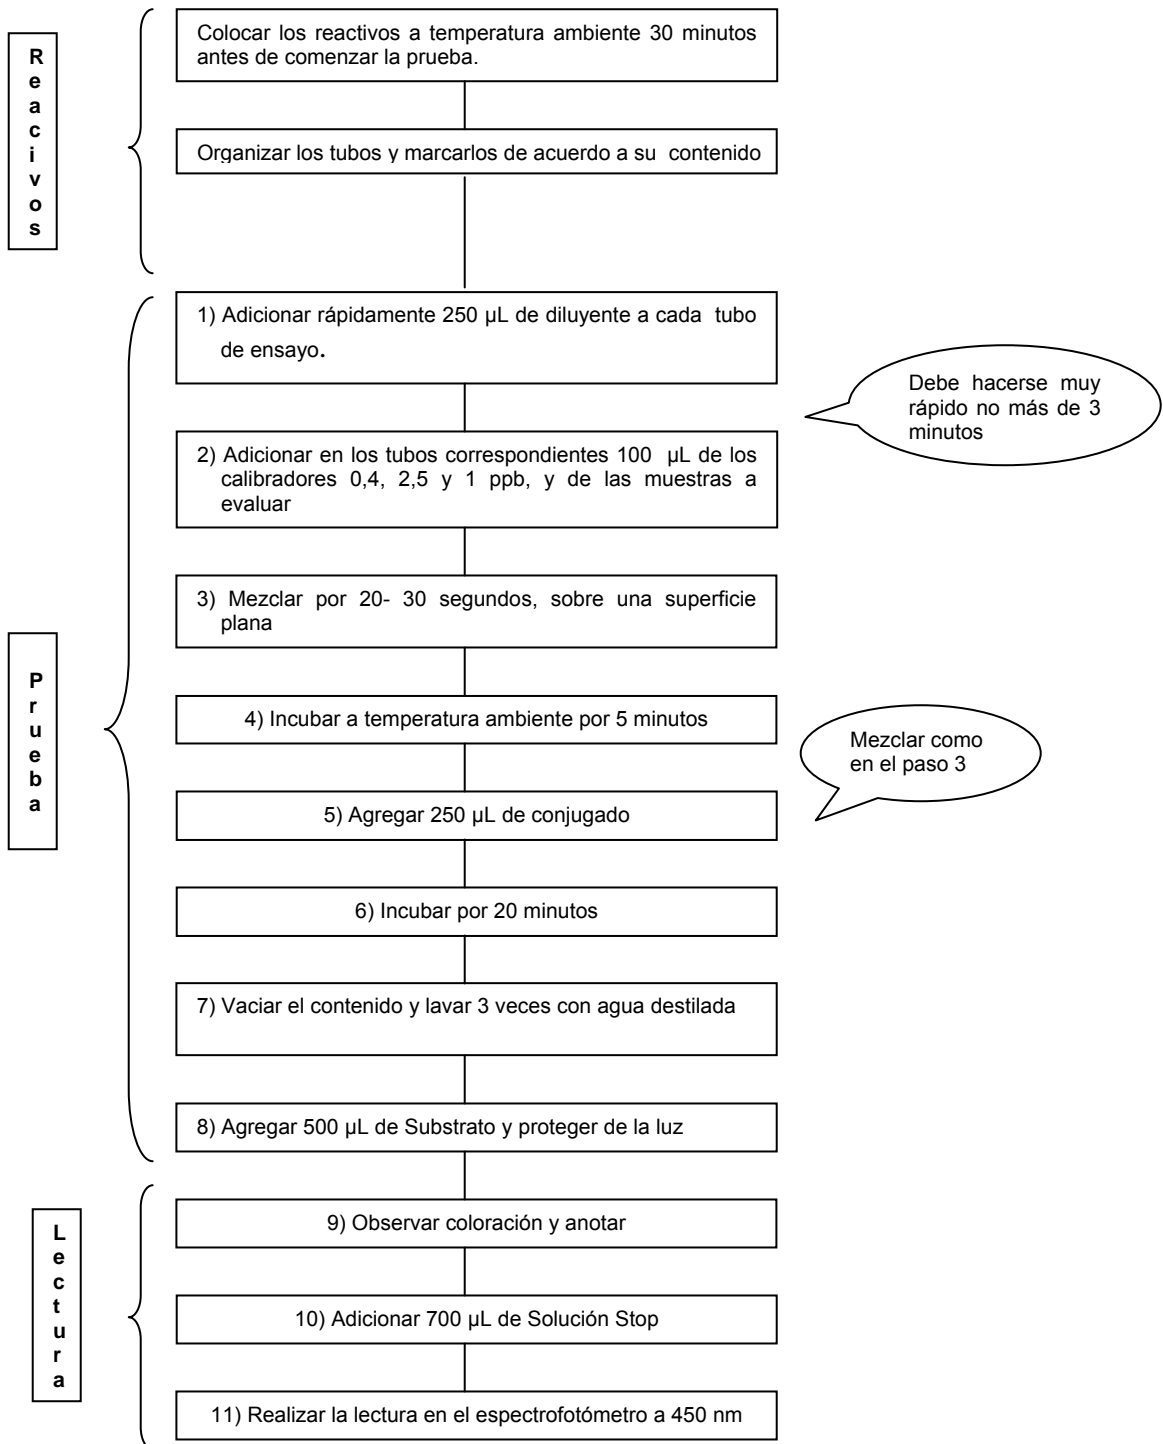 Reacivos
Colocar los reactivos a temperatura ambiente 30 minutos
antes de comenzar la prueba.
Organizar los tubos y marcarlos de acuerdo a su contenido
Prueba
1) Adicionar rápidamente 250 µL de diluyente a cada tubo
de ensayo.
Debe hacerse muy
rápido no más de 3
minutos
2) Adicionar en los tubos correspondientes 100 µL de los
calibradores 0,4, 2,5 y 1 ppb, y de las muestras a
evaluar
3) Mezclar por 20- 30 segundos, sobre una superficie
plana
4) Incubar a temperatura ambiente por 5 minutos
Mezclar como
en el paso 3
5) Agregar 250 µL de conjugado
6) Incubar por 20 minutos
7) Vaciar el contenido y lavar 3 veces con agua destilada
8) Agregar 500 µL de Substrato y proteger de la luz
Lectura
9) Observar coloración y anotar
10) Adicionar 700 µL de Solución Stop
11) Realizar la lectura en el espectrofotómetro a 450 nm